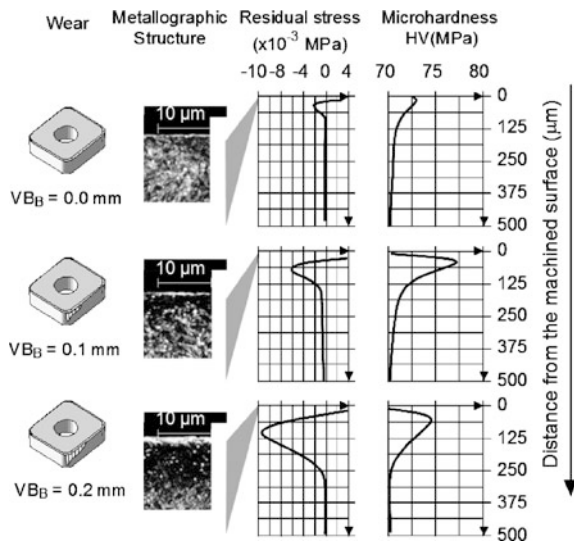 Wear
Metallographic
Structure
Residual stress
(x10⁻³ MPa)
Microhardness
HV(MPa)
-10 -8 -4 0 4
70 75 80
10 µm
VB_B = 0.0 mm
0
125
250
375
500
10 µm
VB_B = 0.1 mm
0
125
250
375
500
10 µm
VB_B = 0.2 mm
0
125
250
375
500
Distance from the machined surface (µm)